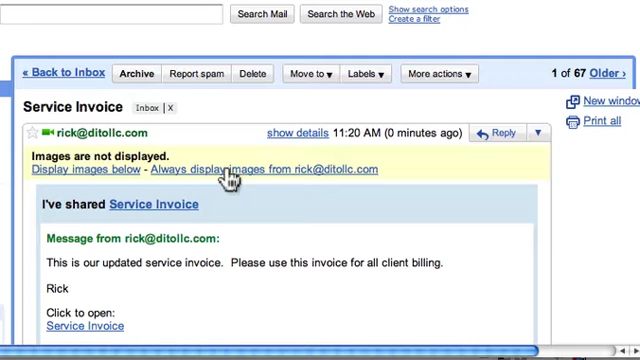 Search Mail Search the Web Show search options
Create a filter
« Back to Inbox Archive Report spam Delete Move to Labels More actions 1 of 67 Older ›
Service Invoice Inbox X
New window
Print all
rick@ditollc.com show details 11:20 AM (0 minutes ago) Reply
Images are not displayed.
Display images below - Always display images from rick@ditollc.com
I've shared Service Invoice
Message from rick@ditollc.com:
This is our updated service invoice. Please use this invoice for all client billing.
Rick
Click to open:
Service Invoice